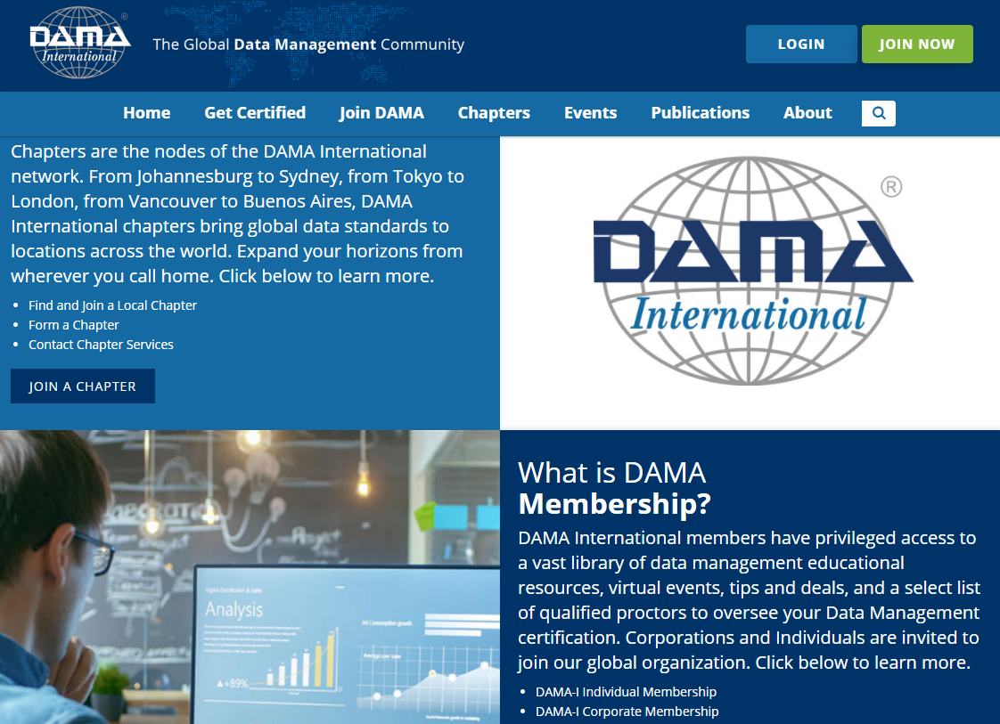 DAMA
International
®
The Global Data Management Community
LOGIN
JOIN NOW
Home
Get Certified
Join DAMA
Chapters
Events
Publications
About
Chapters are the nodes of the DAMA International
network. From Johannesburg to Sydney, from Tokyo to
London, from Vancouver to Buenos Aires, DAMA
International chapters bring global data standards to
locations across the world. Expand your horizons from
wherever you call home. Click below to learn more.
Find and Join a Local Chapter
Form a Chapter
Contact Chapter Services
JOIN A CHAPTER
®
DAMA
International
Analysis
+89%
What is DAMA
Membership?
DAMA International members have privileged access to
a vast library of data management educational
resources, virtual events, tips and deals, and a select list
of qualified proctors to oversee your Data Management
certification. Corporations and Individuals are invited to
join our global organization. Click below to learn more.
DAMA-I Individual Membership
DAMA-I Corporate Membership